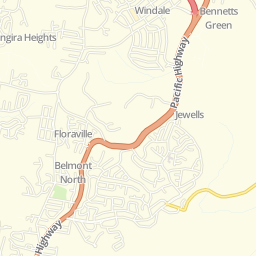 Windale
Bennetts
Green
ngira Heights
Pacific Highway
Jewells
Floraville
Belmont
North
Highway